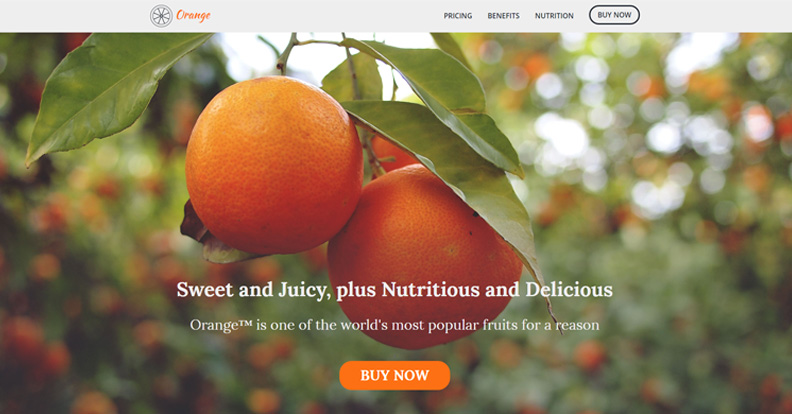 Orange
PRICING BENEFITS NUTRITION BUY NOW
Sweet and Juicy, plus Nutritious and Delicious
Orange™ is one of the world's most popular fruits for a reason
BUY NOW